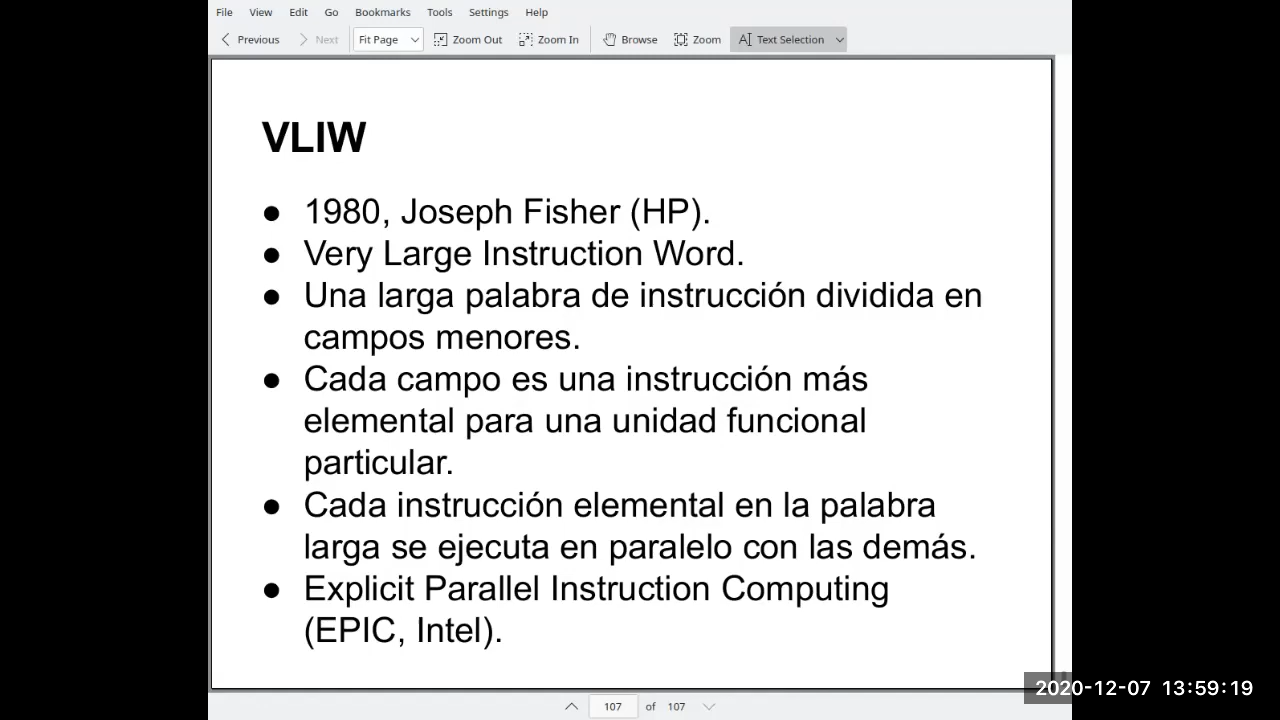 File View Edit Go Bookmarks Tools Settings Help
Previous Next Fit Page Zoom Out Zoom In Browse Zoom Text Selection
VLIW
● 1980, Joseph Fisher (HP).
● Very Large Instruction Word.
● Una larga palabra de instrucción dividida en
campos menores.
● Cada campo es una instrucción más
elemental para una unidad funcional
particular.
● Cada instrucción elemental en la palabra
larga se ejecuta en paralelo con las demás.
● Explicit Parallel Instruction Computing
(EPIC, Intel).
2020-12-07 13:59:19
107 of 107